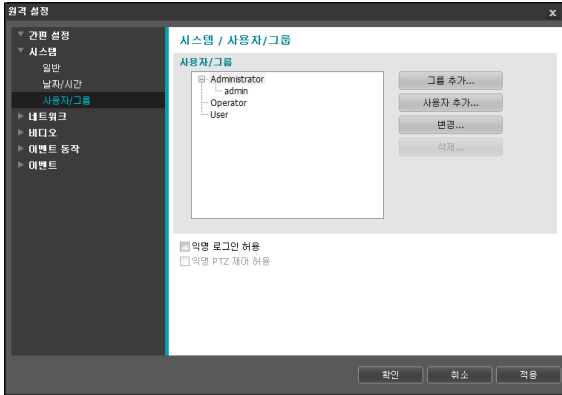 원격 설정
x
간편 설정
시스템
일반
날짜/시간
사용자/그룹
네트워크
비디오
이벤트 동작
이벤트
시스템 / 사용자/그룹
사용자/그룹
Administrator
admin
Operator
User
그룹 추가...
사용자 추가...
변경...
삭제...
익명 로그인 허용
익명 PTZ 제어 허용
확인
취소
적용